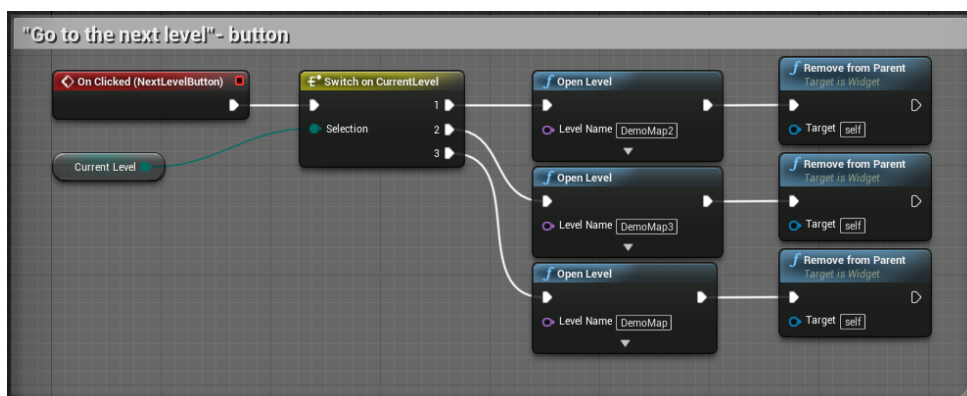 "Go to the next level"- button
On Clicked (NextLevelButton)
Current Level
Switch on CurrentLevel
1
Selection
2
3
Open Level
Level Name DemoMap2
Remove from Parent
Target is Widget
Target self
Open Level
Level Name DemoMap3
Remove from Parent
Target is Widget
Target self
Open Level
Level Name DemoMap
Remove from Parent
Target is Widget
Target self